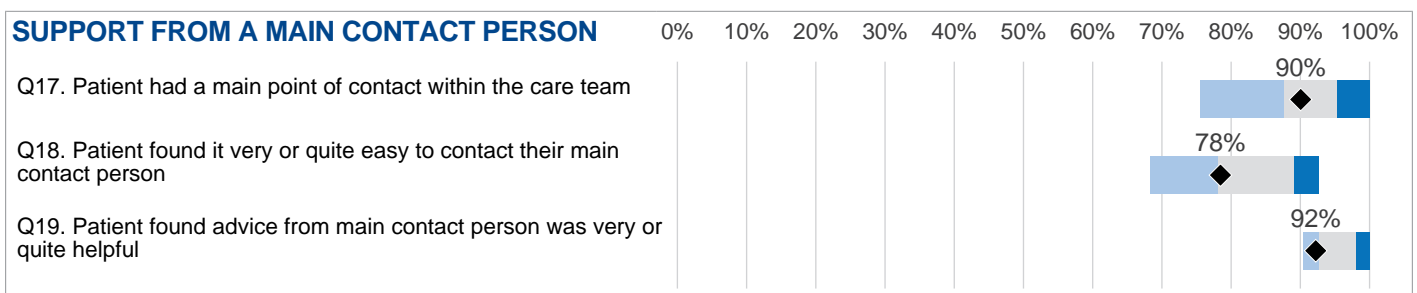 SUPPORT FROM A MAIN CONTACT PERSON 0% 10% 20% 30% 40% 50% 60% 70% 80% 90% 100%
90%
Q17. Patient had a main point of contact within the care team
78%
Q18. Patient found it very or quite easy to contact their main
contact person
92%
Q19. Patient found advice from main contact person was very or
quite helpful